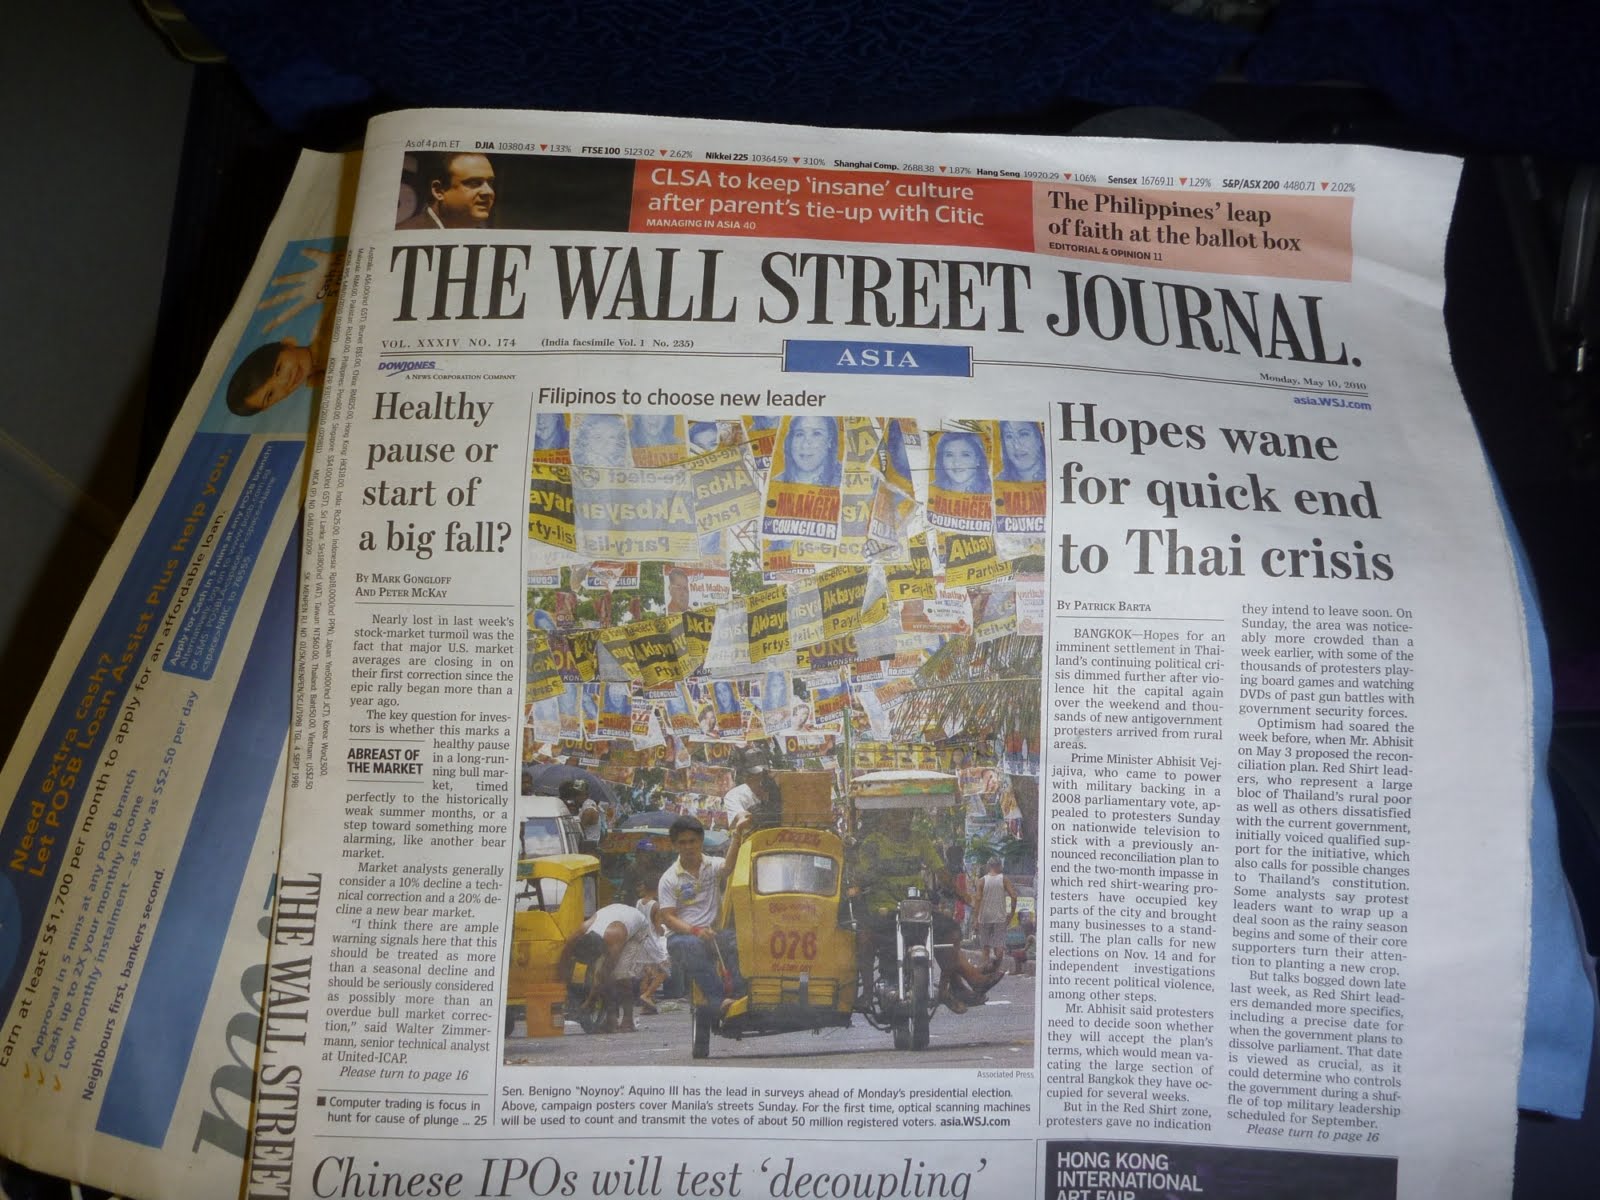 As of 4 p.m. ET DJIA 10380.43 ▼ 1.33% FTSE 100 5123.02 ▼ 2.62% Nikkei 225 10364.59 ▼ 3.10% Shanghai Comp. 2688.38 ▼ 1.87% Hang Seng 19920.29 ▼ 1.06% Sensex 16769.11 ▼ 1.29% S&P/ASX 200 4480.71 ▼ 2.02%
CLSA to keep ‘insane’ culture
after parent’s tie-up with Citic
MANAGING IN ASIA 40
The Philippines’ leap
of faith at the ballot box
EDITORIAL & OPINION 11
THE WALL STREET JOURNAL.
VOL. XXXIV NO. 174 (India facsimile Vol. 1 No. 235)
ASIA
Monday, May 10, 2010
DOWJONES
A NEWS CORPORATION COMPANY
asia.WSJ.com
Healthy
pause or
start of
a big fall?
BY MARK GONGLOFF
AND PETER MCKAY
Nearly lost in last week’s
stock-market turmoil was the
fact that major U.S. market
averages are closing in on
their first correction since the
epic rally began more than a
year ago.
The key question for inves-
tors is whether this marks a
ABREAST OF
THE MARKET
healthy pause
in a long-run-
ning bull mar-
ket, timed
perfectly to the historically
weak summer months, or a
step toward something more
alarming, like another bear
market.
Market analysts generally
consider a 10% decline a tech-
nical correction and a 20% de-
cline a new bear market.
“I think there are ample
warning signals here that this
should be treated as more
than a seasonal decline and
should be seriously considered
as possibly more than an
overdue bull market correc-
tion,” said Walter Zimmer-
mann, senior technical analyst
at United-ICAP.
Please turn to page 16
■ Computer trading is focus in
hunt for cause of plunge ... 25
Filipinos to choose new leader
COUNCILOR
Akbayan
Party-list
076
Associated Press
Sen. Benigno “Noynoy” Aquino III has the lead in surveys ahead of Monday’s presidential election.
Above, campaign posters cover Manila’s streets Sunday. For the first time, optical scanning machines
will be used to count and transmit the votes of about 50 million registered voters. asia.WSJ.com
Hopes wane
for quick end
to Thai crisis
BY PATRICK BARTA
BANGKOK—Hopes for an
imminent settlement in Thai-
land’s continuing political cri-
sis dimmed further after vio-
lence hit the capital again
over the weekend and thou-
sands of new antigovernment
protesters arrived from rural
areas.
Prime Minister Abhisit Vej-
jajiva, who came to power
with military backing in a
2008 parliamentary vote, ap-
pealed to protesters Sunday
on nationwide television to
stick with a previously an-
nounced reconciliation plan to
end the two-month impasse in
which red shirt-wearing pro-
testers have occupied key
parts of the city and brought
many businesses to a stand-
still. The plan calls for new
elections on Nov. 14 and for
independent investigations
into recent political violence,
among other steps.
Mr. Abhisit said protesters
need to decide soon whether
they will accept the plan’s
terms, which would mean va-
cating the large section of
central Bangkok they have oc-
cupied for several weeks.
But in the Red Shirt zone,
protesters gave no indication
they intend to leave soon. On
Sunday, the area was notice-
ably more crowded than a
week earlier, with some of the
thousands of protesters play-
ing board games and watching
DVDs of past gun battles with
government security forces.
Optimism had soared the
week before, when Mr. Abhisit
on May 3 proposed the recon-
ciliation plan. Red Shirt lead-
ers, who represent a large
bloc of Thailand’s rural poor
as well as others dissatisfied
with the current government,
initially voiced qualified sup-
port for the initiative, which
also calls for possible changes
to Thailand’s constitution.
Some analysts say protest
leaders want to wrap up a
deal soon as the rainy season
begins and some of their core
supporters turn their atten-
tion to planting a new crop.
But talks bogged down late
last week, as Red Shirt lead-
ers demanded more specifics,
including a precise date for
when the government plans to
dissolve parliament. That date
is viewed as crucial, as it
could determine who controls
the government during a shuf-
fle of top military leadership
scheduled for September.
Please turn to page 16
Chinese IPOs will test ‘decoupling’
HONG KONG
INTERNATIONAL
ART FAIR
Need extra cash?
Let POSB Loan Assist Plus help you.
Earn at least S$1,700 per month to apply for an affordable loan.
Approval in 5 mins at any POSB branch
Cash up to 2X your monthly income
Low monthly instalment – as low as S$2.50 per day
Neighbours first, bankers second.
Apply for Cash in 5 mins at any POSB branch!
THE WALL STREE